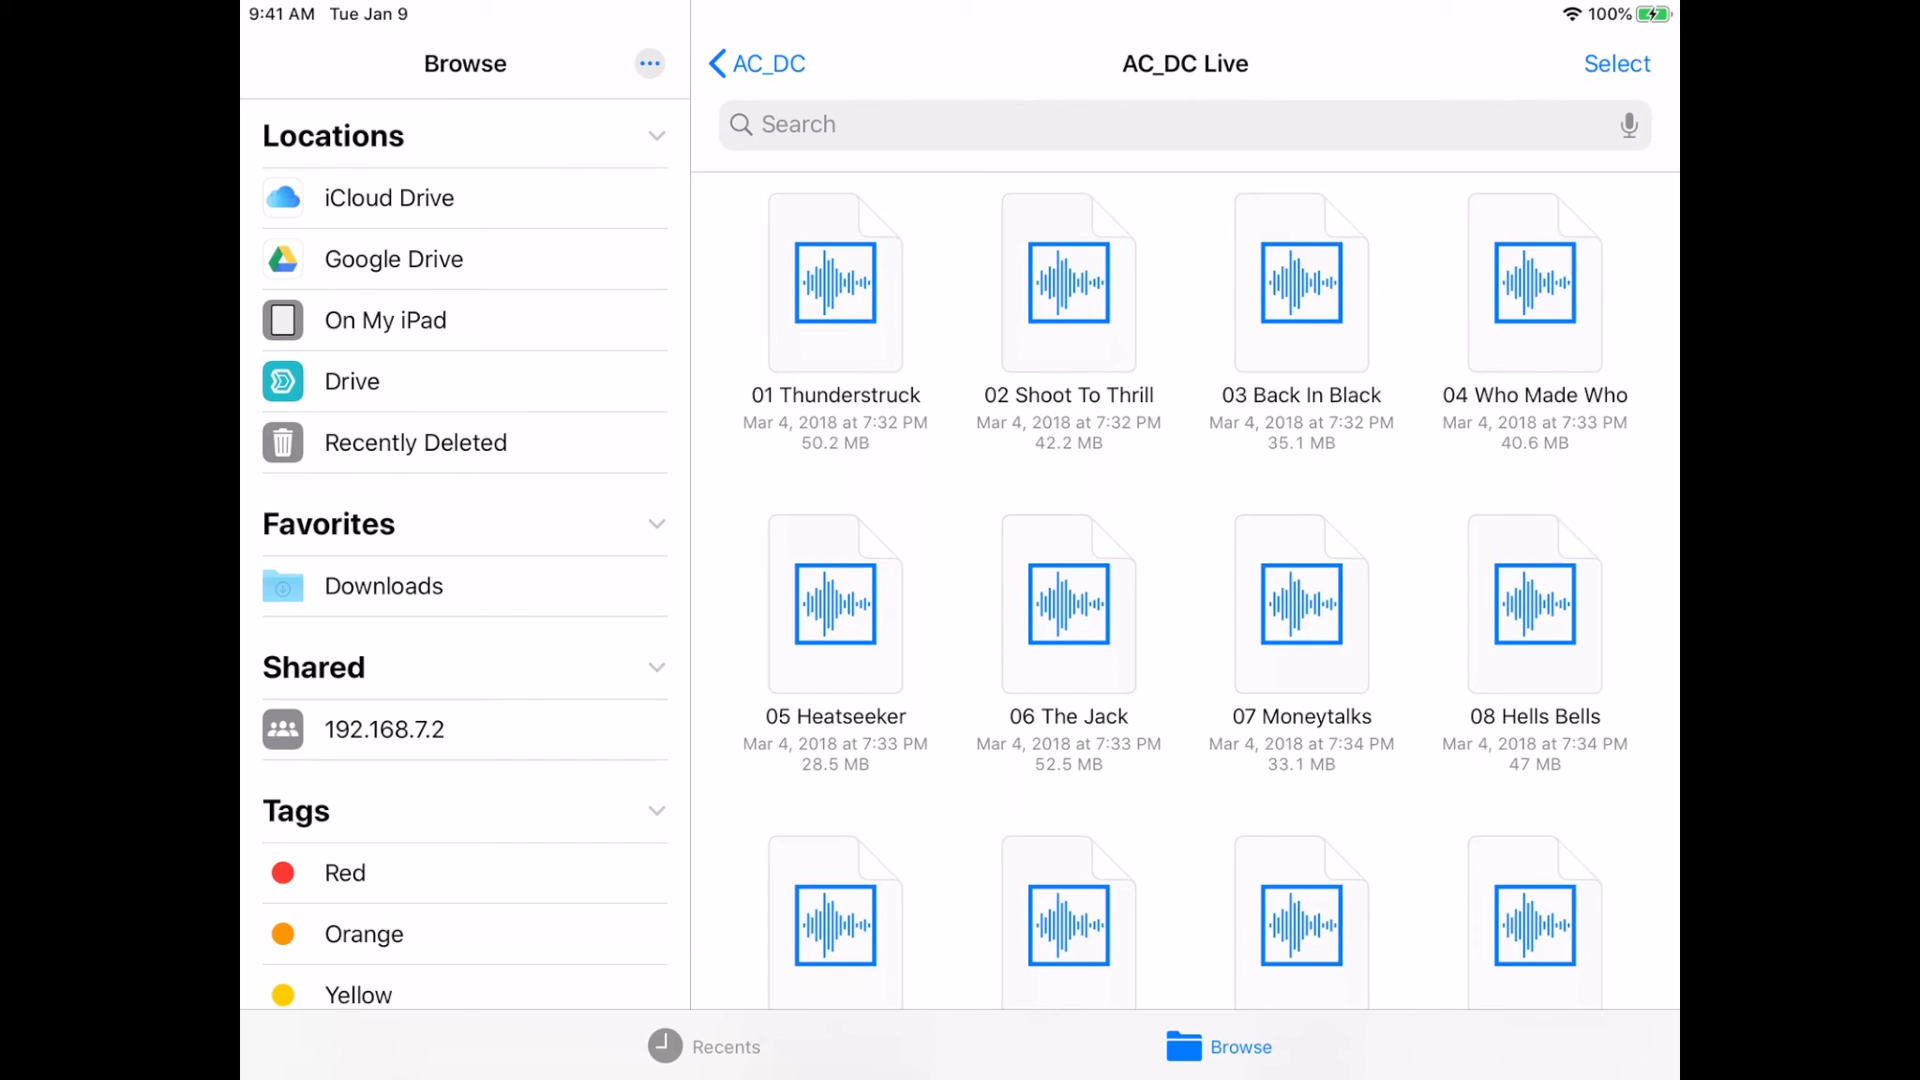 9:41 AM Tue Jan 9
100%
Browse
AC_DC
AC_DC Live
Select
Search
Locations
iCloud Drive
Google Drive
On My iPad
Drive
Recently Deleted
Favorites
Downloads
Shared
192.168.7.2
Tags
Red
Orange
Yellow
01 Thunderstruck
Mar 4, 2018 at 7:32 PM
50.2 MB
02 Shoot To Thrill
Mar 4, 2018 at 7:32 PM
42.2 MB
03 Back In Black
Mar 4, 2018 at 7:32 PM
35.1 MB
04 Who Made Who
Mar 4, 2018 at 7:33 PM
40.6 MB
05 Heatseeker
Mar 4, 2018 at 7:33 PM
28.5 MB
06 The Jack
Mar 4, 2018 at 7:33 PM
52.5 MB
07 Moneytalks
Mar 4, 2018 at 7:34 PM
33.1 MB
08 Hells Bells
Mar 4, 2018 at 7:34 PM
47 MB
Recents
Browse